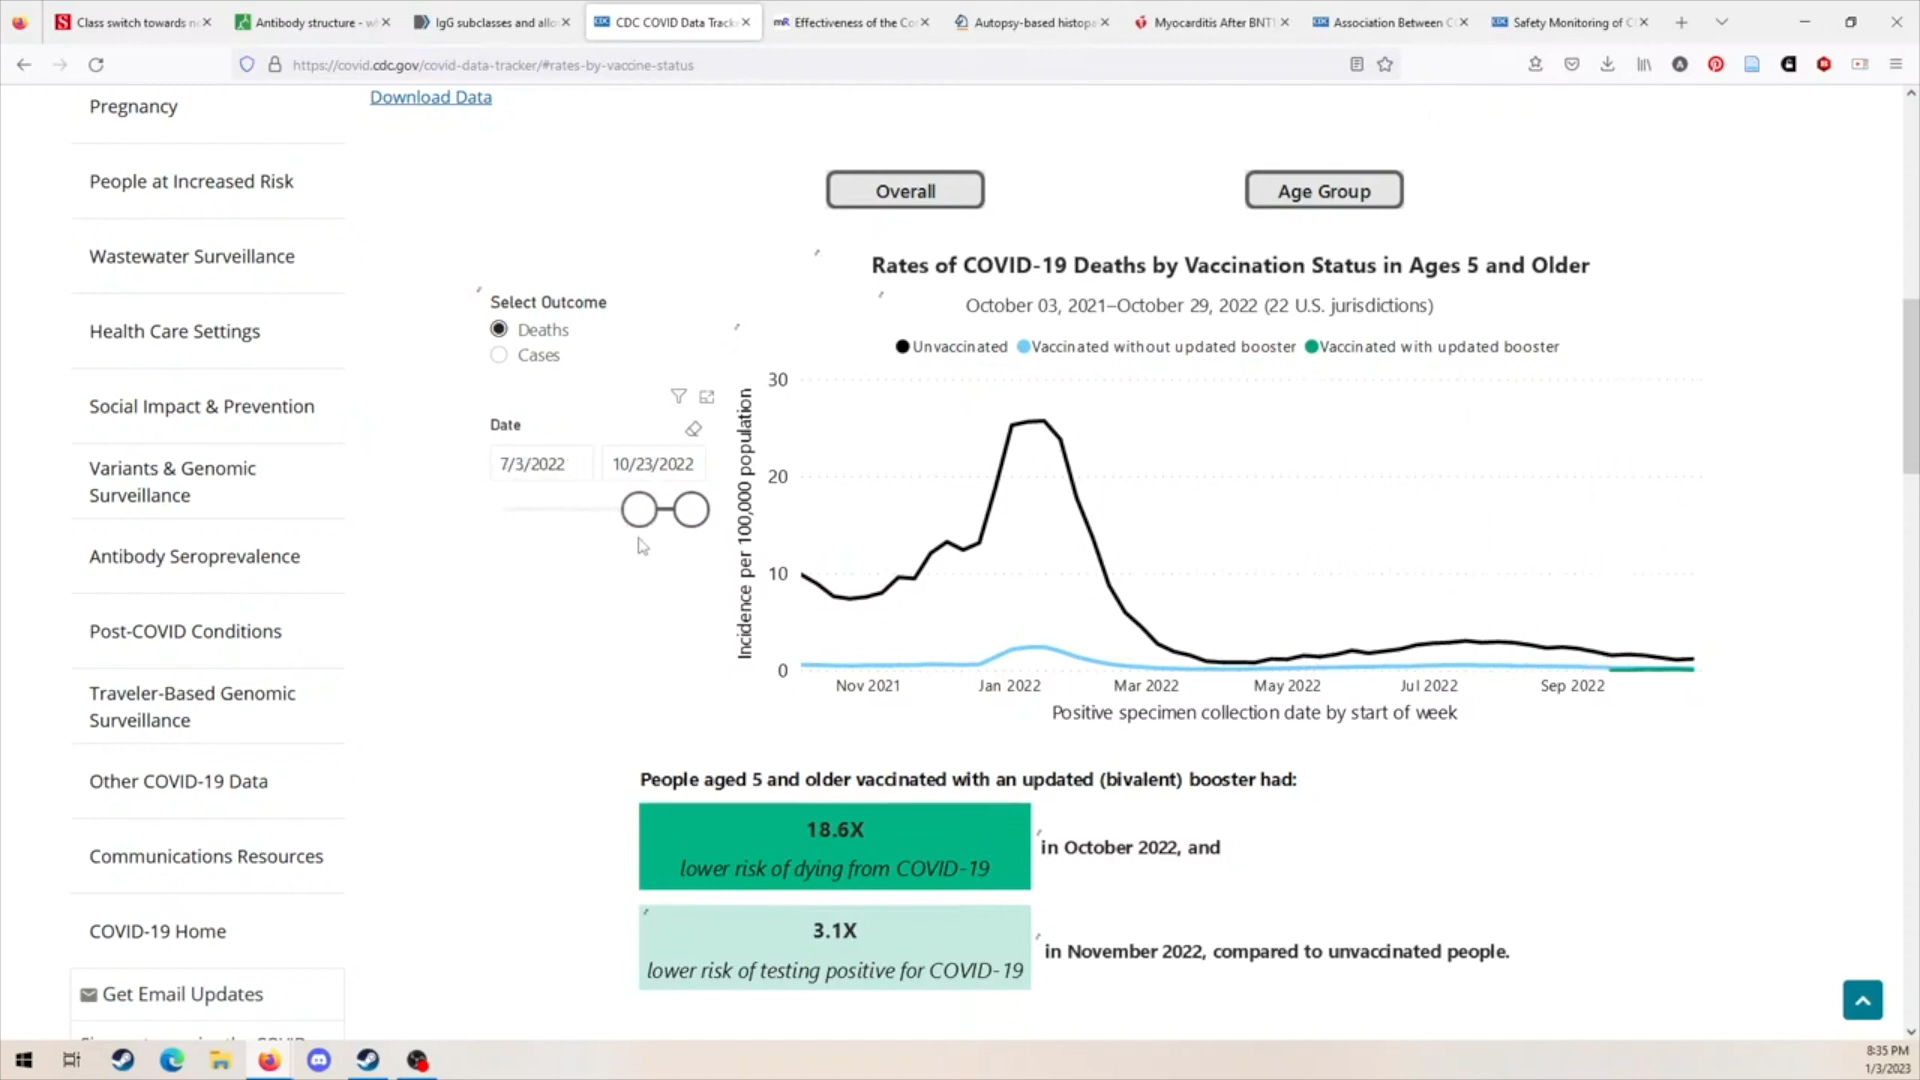 Class switch towards n
Antibody structure - w
IgG subclasses and allo
CDC COVID Data Track
Effectiveness of the Co
Autopsy-based histopa
Myocarditis After BNT1
Association Between C
Safety Monitoring of C
https://covid.cdc.gov/covid-data-tracker/#rates-by-vaccine-status
Pregnancy
People at Increased Risk
Wastewater Surveillance
Health Care Settings
Social Impact & Prevention
Variants & Genomic
Surveillance
Antibody Seroprevalence
Post-COVID Conditions
Traveler-Based Genomic
Surveillance
Other COVID-19 Data
Communications Resources
COVID-19 Home
Get Email Updates
Download Data
Overall
Age Group
Rates of COVID-19 Deaths by Vaccination Status in Ages 5 and Older
October 03, 2021–October 29, 2022 (22 U.S. jurisdictions)
Unvaccinated Vaccinated without updated booster Vaccinated with updated booster
Select Outcome
Deaths
Cases
Date
7/3/2022 10/23/2022
Incidence per 100,000 population
30
20
10
0
Nov 2021 Jan 2022 Mar 2022 May 2022 Jul 2022 Sep 2022
Positive specimen collection date by start of week
People aged 5 and older vaccinated with an updated (bivalent) booster had:
18.6X
lower risk of dying from COVID-19
in October 2022, and
3.1X
lower risk of testing positive for COVID-19
in November 2022, compared to unvaccinated people.
8:35 PM
1/3/2023